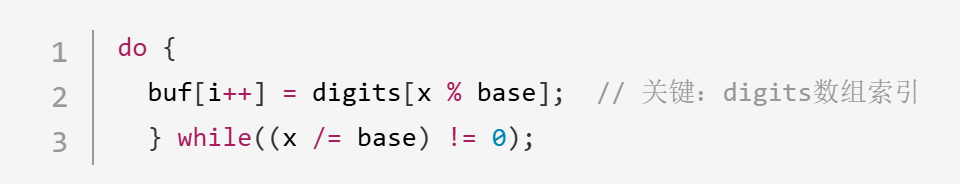 1 do {
2 buf[i++] = digits[x % base];  // 关键：digits数组索引
3 } while((x /= base) != 0);